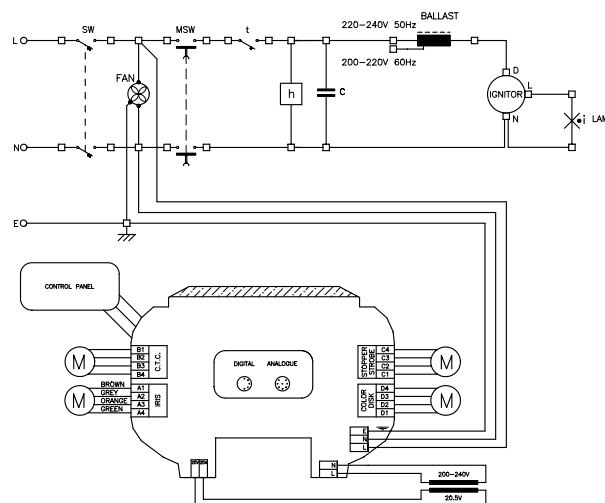 SW
MSW
t
220-240V 50Hz
BALLAST
L
200-220V 60Hz
FAN
h
C
D
IGNITOR
L
N
i LAM
N
E
CONTROL PANEL
B1
B2
B3
B4
C.T.C.
M
BROWN A1
GREY A2
ORANGE A3
GREEN A4
IRIS
M
DIGITAL ANALOGUE
STOPPER
STROBE
C4
C3
C2
C1
M
COLOR
DISK
D4
D3
D2
D1
M
E
N
L
N
L
200-240V
20.5V